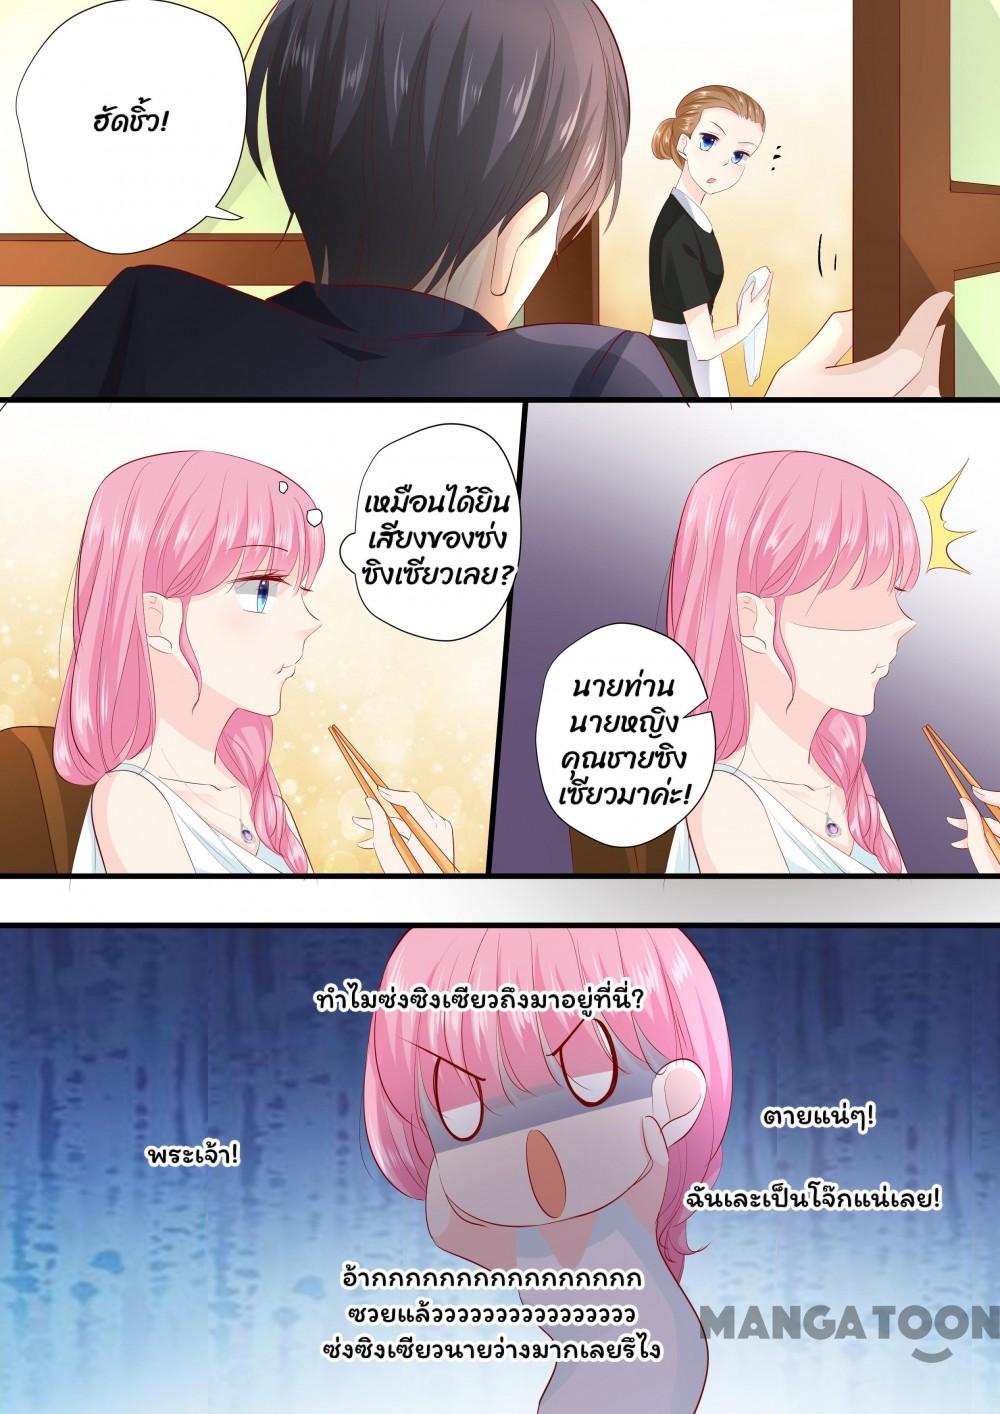 ฮัดชิ้ว!
เหมือนได้ยิน
เสียงของซ่ง
ซิงเซียวเลย?
นายท่าน
นายหญิง
คุณชายซิง
เซียวมาค่ะ!
ทำไมซ่งซิงเซียวถึงมาอยู่ที่นี่?
ตายแน่ๆ!
พระเจ้า!
ฉันเละเป็นโจ๊กแน่เลย!
อ้ากกกกกกกกกกกกกกกก
ซวยแล้วววววววววววววววว
ซ่งซิงเซียวนายว่างมากเลยรึไง
MANGATOON